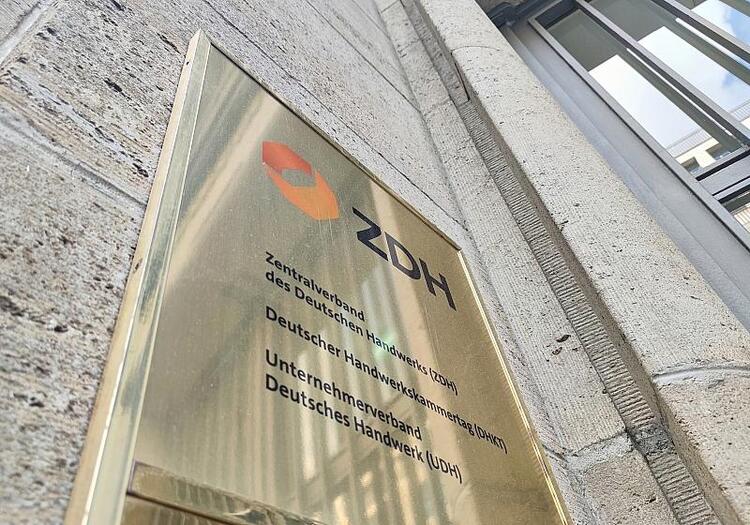 ZDH
Zentralverband
des Deutschen Handwerks (ZDH)
Deutscher Handwerkskammertag (DHKT)
Unternehmerverband
Deutsches Handwerk (UDH)